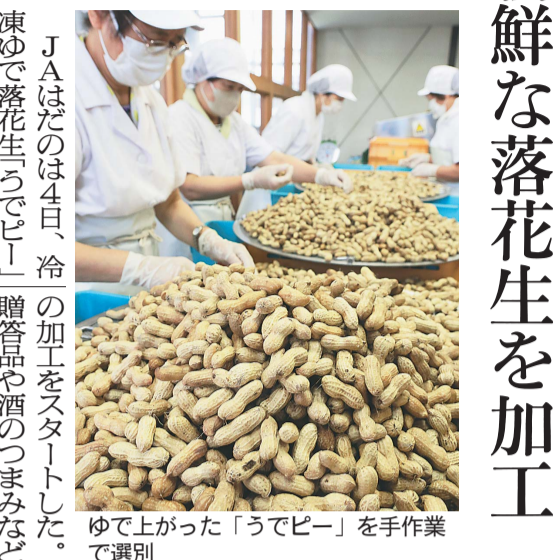 鮮な落花生を加工
ＪＡはだのは４日、冷
凍ゆで落花生「うでピー」
の加工をスタートした。
贈答品や酒のつまみなど
ゆで上がった「うでピー」を手作業
で選別